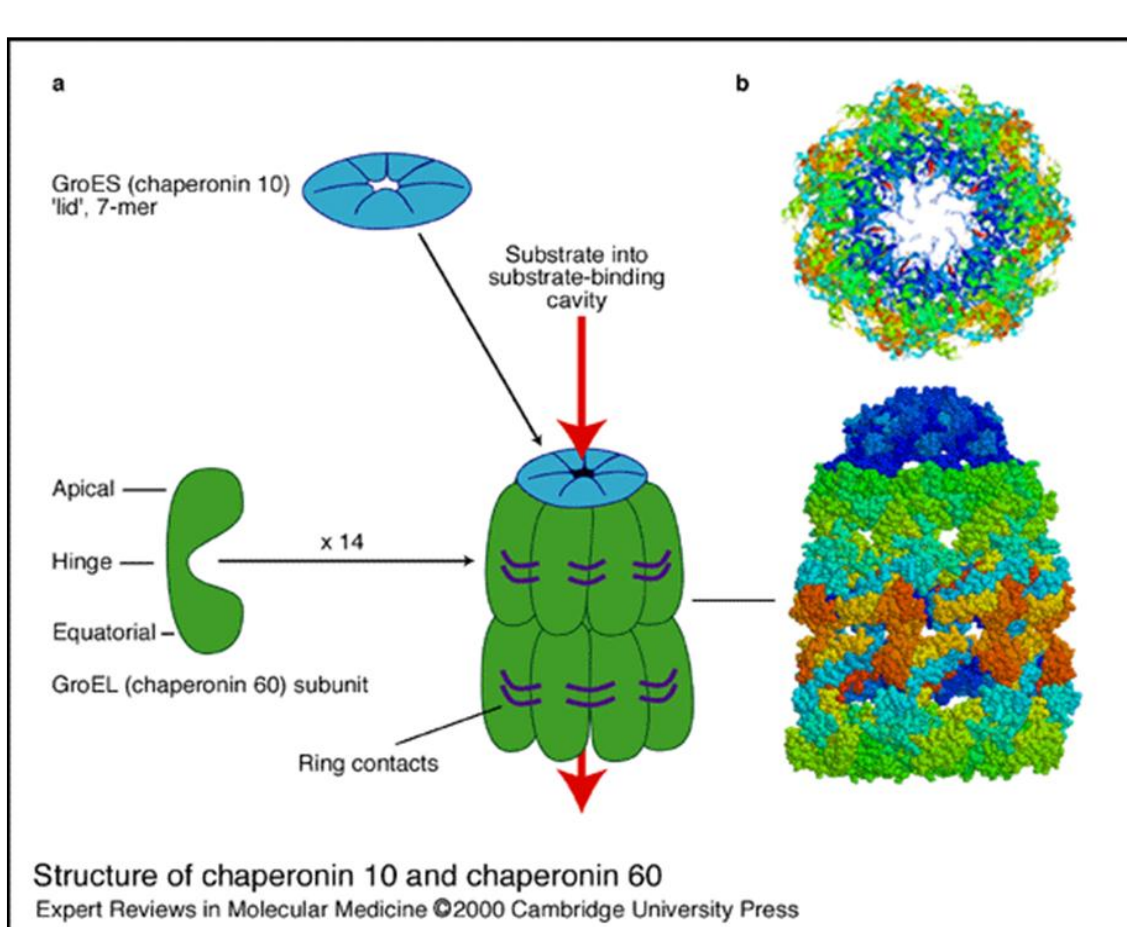 a
b
GroES (chaperonin 10)
'lid', 7-mer
Substrate into
substrate-binding
cavity
Apical
x 14
Hinge
Equatorial
GroEL (chaperonin 60) subunit
Ring contacts
Structure of chaperonin 10 and chaperonin 60
Expert Reviews in Molecular Medicine ©2000 Cambridge University Press